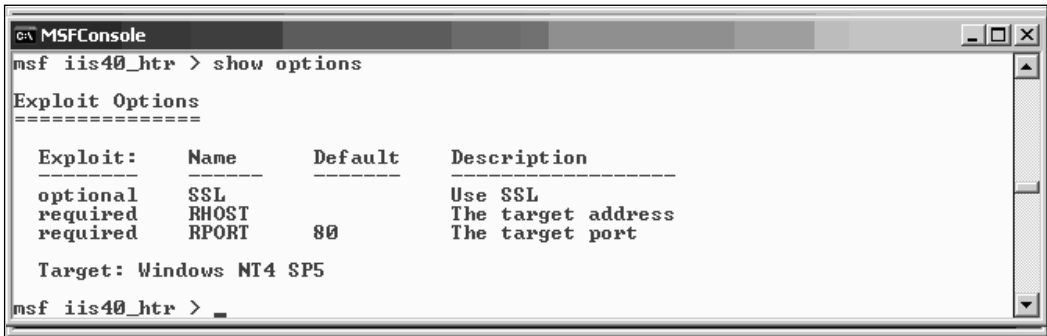 MSFConsole
msf iis40_htr > show options
Exploit Options
===============
Exploit: Name Default Description
-------- ------ ------- ------------------
optional SSL Use SSL
required RHOST The target address
required RPORT 80 The target port
Target: Windows NT4 SP5
msf iis40_htr > _